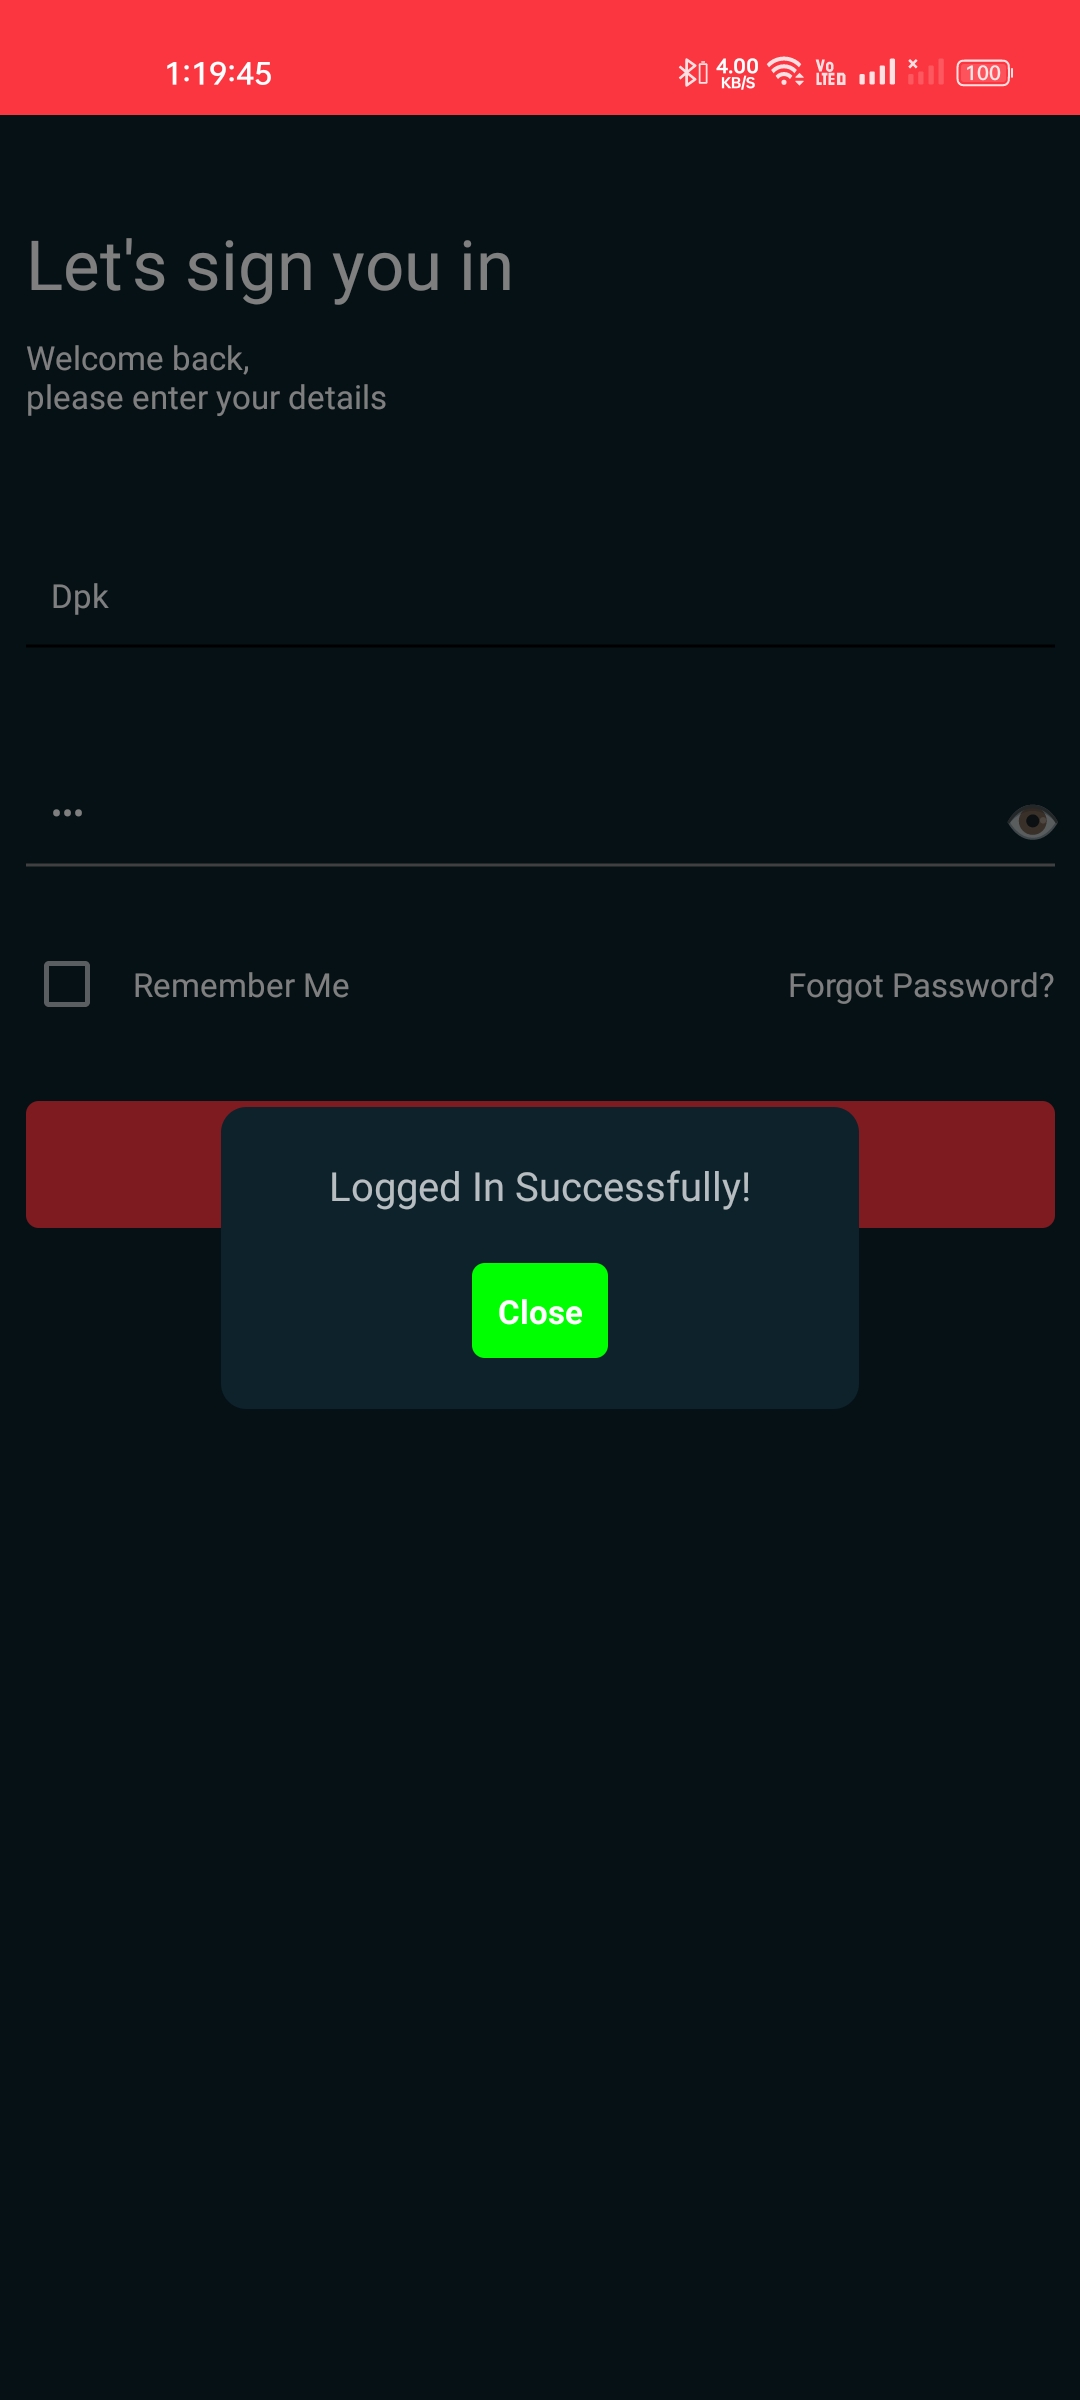 1:19:45
4.00
KB/S
Vo
LTED
100
Let's sign you in
Welcome back,
please enter your details
Dpk
•••
Remember Me
Forgot Password?
Logged In Successfully!
Close